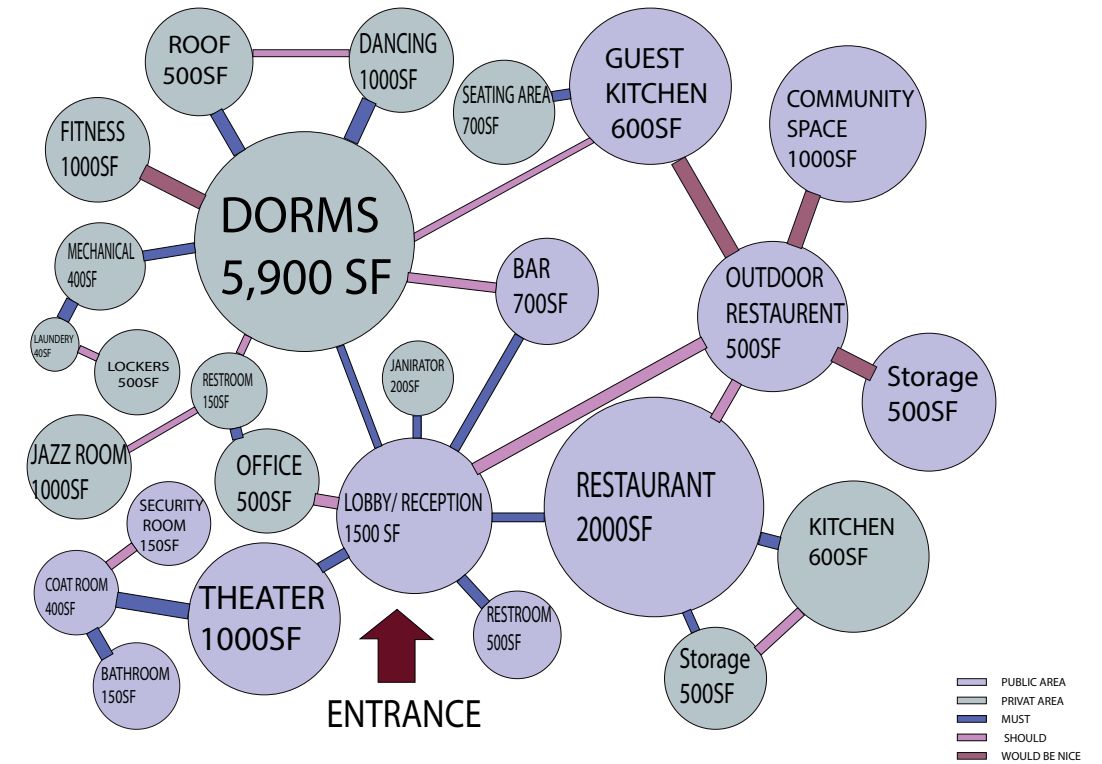 ROOF
500SF
DANCING
1000SF
SEATING AREA
700SF
GUEST
KITCHEN
600SF
COMMUNITY
SPACE
1000SF
FITNESS
1000SF
DORMS
5,900 SF
MECHANICAL
400SF
BAR
700SF
OUTDOOR
RESTAURENT
500SF
LAUNDERY
40SF
LOCKERS
500SF
RESTROOM
150SF
JANIRATOR
200SF
Storage
500SF
JAZZ ROOM
1000SF
OFFICE
500SF
LOBBY/ RECEPTION
1500 SF
RESTAURANT
2000SF
KITCHEN
600SF
SECURITY
ROOM
150SF
COAT ROOM
400SF
THEATER
1000SF
RESTROOM
500SF
BATHROOM
150SF
Storage
500SF
ENTRANCE
PUBLIC AREA
PRIVAT AREA
MUST
SHOULD
WOULD BE NICE